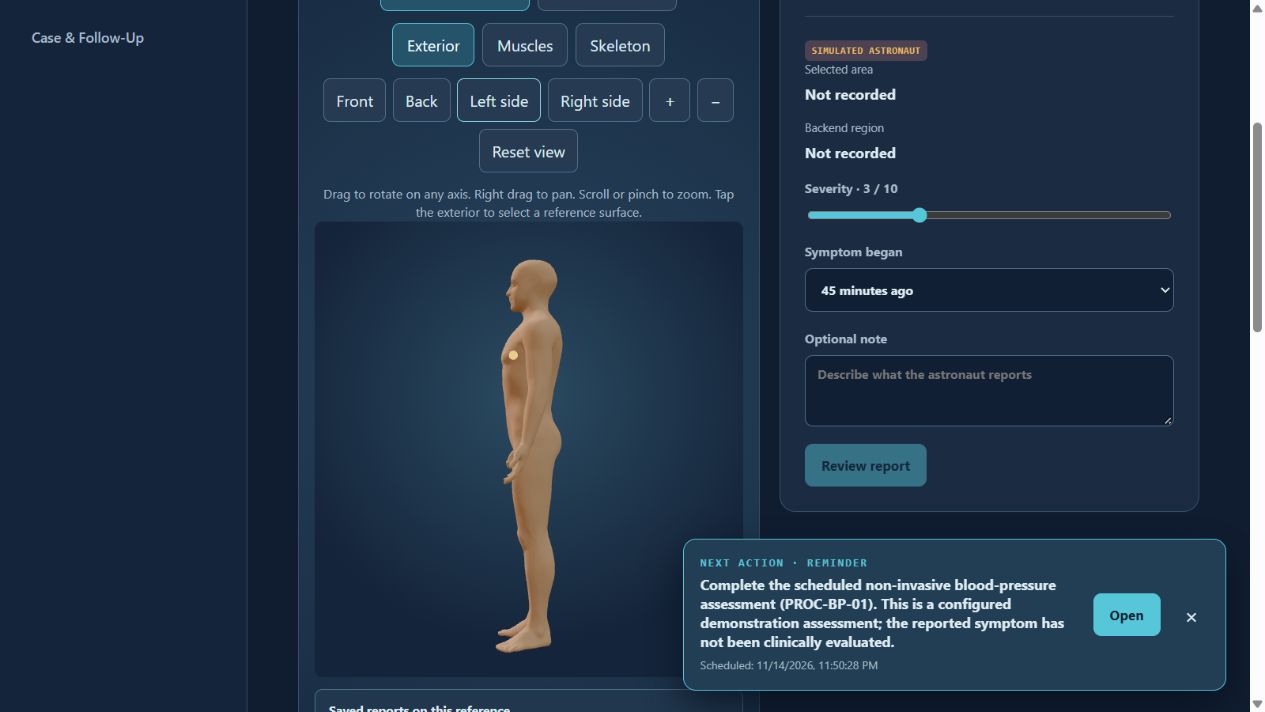 Case & Follow-Up
Exterior
Muscles
Skeleton
Front
Back
Left side
Right side
+
−
Reset view
Drag to rotate on any axis. Right drag to pan. Scroll or pinch to zoom. Tap
the exterior to select a reference surface.
Saved reports on this reference
SIMULATED ASTRONAUT
Selected area
Not recorded
Backend region
Not recorded
Severity · 3 / 10
Symptom began
45 minutes ago
Optional note
Describe what the astronaut reports
Review report
NEXT ACTION · REMINDER
Complete the scheduled non-invasive blood-pressure
assessment (PROC-BP-01). This is a configured
demonstration assessment; the reported symptom has
not been clinically evaluated.
Scheduled: 11/14/2026, 11:50:28 PM
Open
×